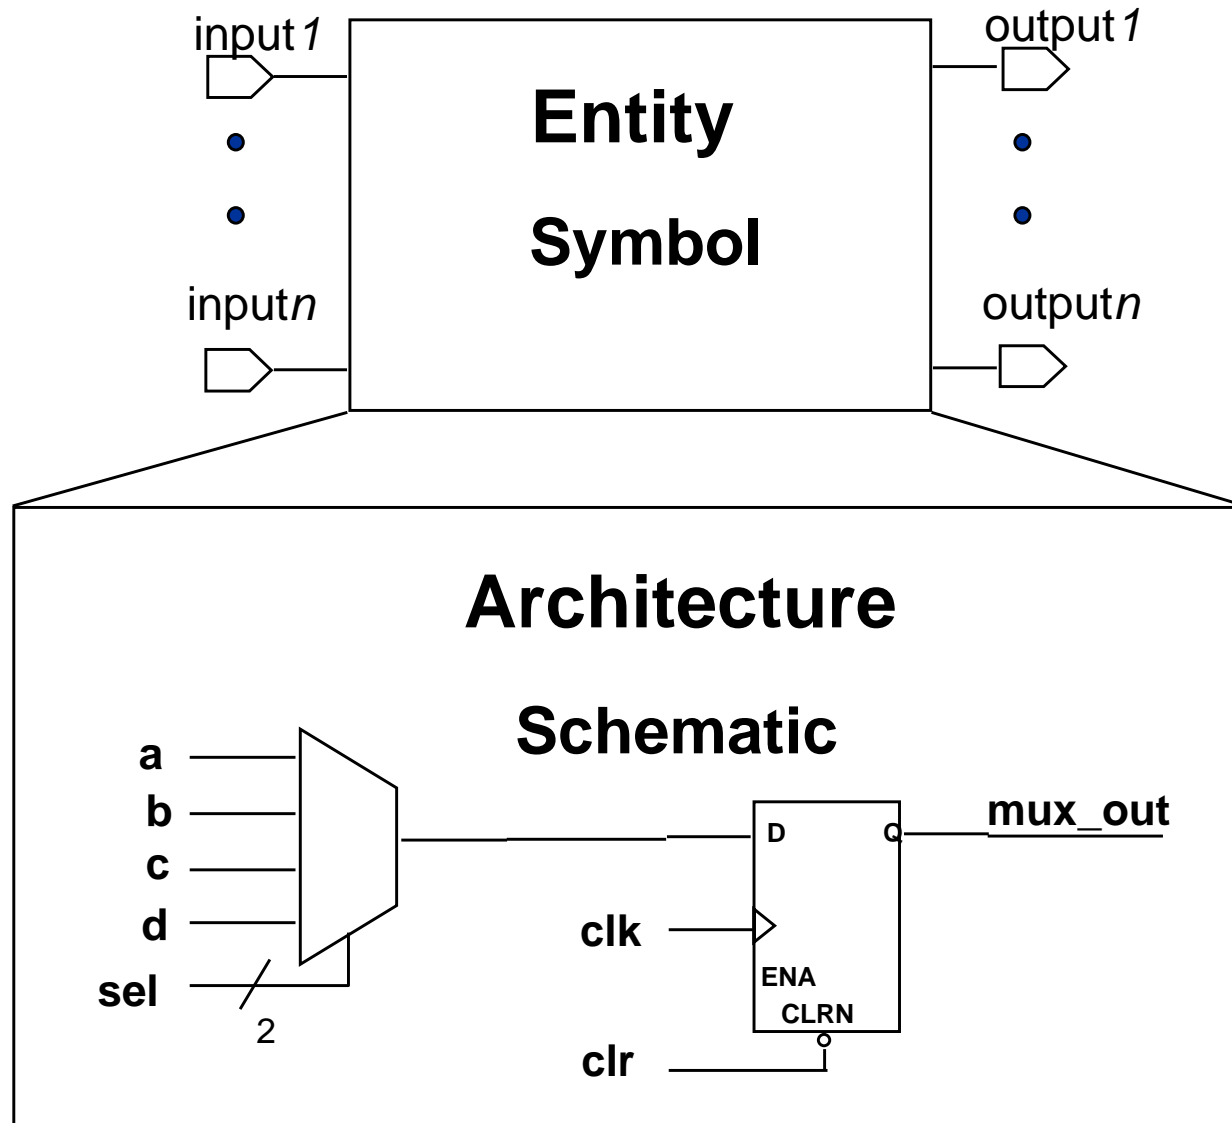 input1
output1
Entity
Symbol
inputn
outputn
Architecture
Schematic
a
b
c
d
sel
2
D
Q
mux_out
clk
ENA
CLRN
clr